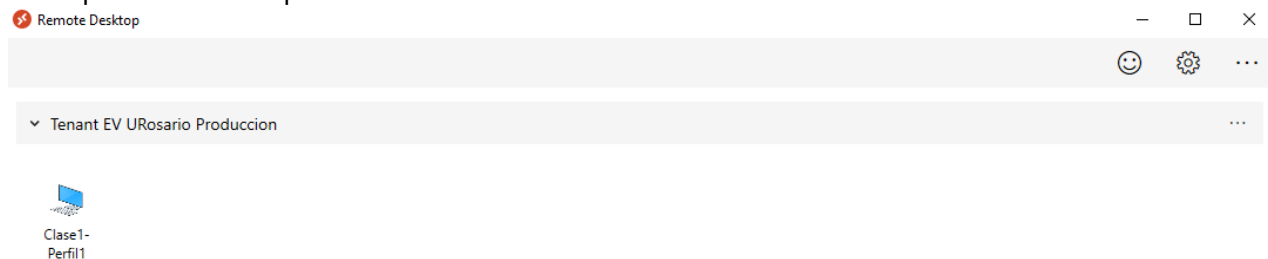 Remote Desktop
Tenant EV URosario Produccion
Clase1-
Perfil1